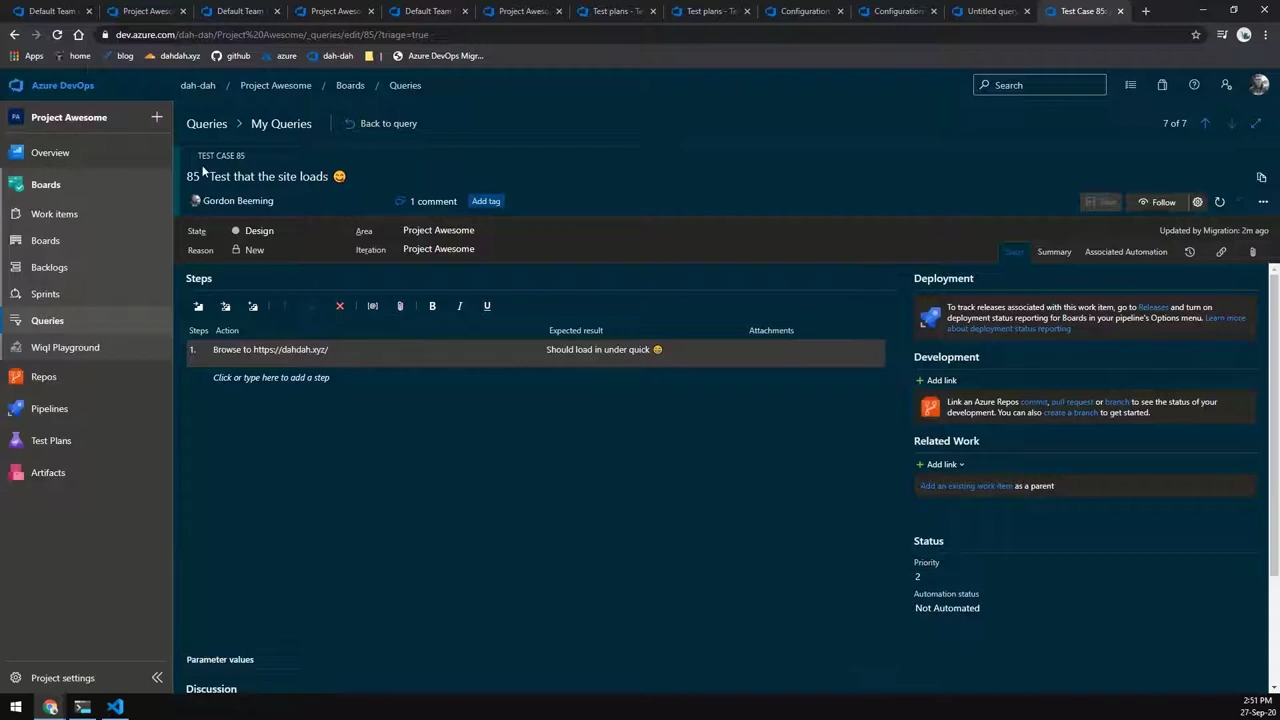 Default Team ·
Project Awesom
Default Team ·
Project Awesom
Default Team ·
Project Awesom
Test plans - Te
Test plans - Te
Configuration
Configuration
Untitled query
Test Case 85:
dev.azure.com/dah-dah/Project%20Awesome/_queries/edit/85/?triage=true
Apps
home
blog
dahdah.xyz
github
azure
dah-dah
Azure DevOps Migr...
Azure DevOps
dah-dah / Project Awesome / Boards / Queries
Search
PA
Project Awesome
Queries > My Queries
Back to query
7 of 7
Overview
TEST CASE 85
85 Test that the site loads 😋
Boards
Gordon Beeming
1 comment
Add tag
Save
Follow
Work items
State
Design
Area
Project Awesome
Updated by Migration: 2m ago
Boards
Reason
New
Iteration
Project Awesome
Steps
Summary
Associated Automation
Backlogs
Sprints
Queries
Wiql Playground
Repos
Pipelines
Test Plans
Artifacts
Steps
B I U
Steps Action
Expected result
Attachments
1. Browse to https://dahdah.xyz/
Should load in under quick 😄
Click or type here to add a step
Deployment
To track releases associated with this work item, go to Releases and turn on
deployment status reporting for Boards in your pipeline's Options menu. Learn more
about deployment status reporting
Development
+ Add link
Link an Azure Repos commit, pull request or branch to see the status of your
development. You can also create a branch to get started.
Related Work
+ Add link
Add an existing work item as a parent
Status
Priority
2
Automation status
Not Automated
Parameter values
Discussion
Project settings
2:51 PM
27-Sep-20